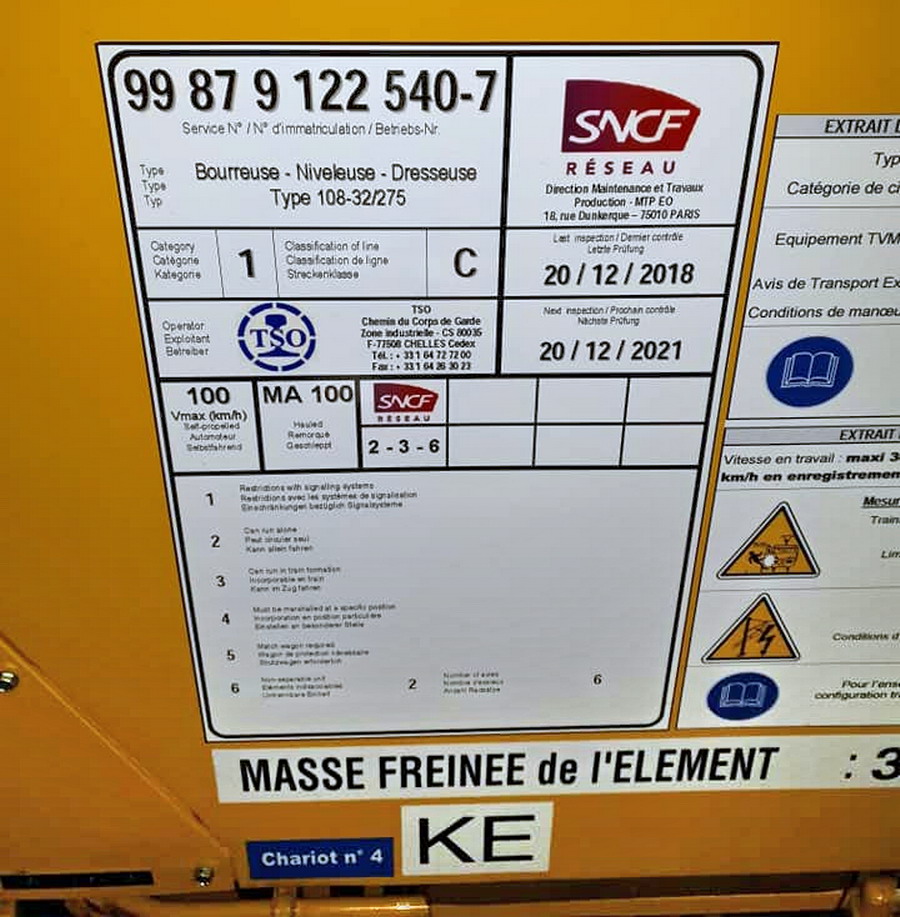 99 87 9 122 540-7
Service N° / N° d'immatriculation / Betriebs-Nr.
Type
Type
Typ
Bourreuse - Niveleuse - Dresseuse
Type 108-32/275
SNCF
RÉSEAU
Direction Maintenance et Travaux
Production - MTP EO
18, rue Dunkerque – 75010 PARIS
Category
Catégorie
Kategorie
1
Classification of line
Classification de ligne
Streckenklasse
C
Last inspection / Dernier contrôle
Letzte Prüfung
20 / 12 / 2018
Operator
Exploitant
Betreiber
TSO
TSO
Chemin du Corps de Garde
Zone industrielle - CS 80035
F-77508 CHELLES Cedex
Tél. : + 33 1 64 72 72 00
Fax : + 33 1 64 26 30 23
Next inspection / Prochain contrôle
Nächste Prüfung
20 / 12 / 2021
100
Vmax (km/h)
Self-propelled
Automoteur
Selbstfahrend
MA 100
Hauled
Remorqué
Geschleppt
SNCF
RÉSEAU
2 - 3 - 6
1
Restrictions with signalling systems
Restrictions avec les systèmes de signalisation
Einschränkungen bezüglich Signalsysteme
2
Can run alone
Peut circuler seul
Kann allein fahren
3
Can run in train formation
Incorporable en train
Kann im Zug fahren
4
Must be marshalled at a specific position
Incorporation en position particulière
Einstellen an besonderer Stelle
5
Match wagon required
Wagon de protection nécessaire
Schutzwagen erforderlich
6
Non-separable unit
Eléments indissociables
Untrennbare Einheit
2
Number of axles
Nombre d'essieux
Anzahl Radsätze
6
EXTRAIT
Typ
Catégorie de ci
Equipement TVM
Avis de Transport Ex
Conditions de manœu
EXTRAIT
Vitesse en travail : maxi 3
km/h en enregistremen
Mesur
Train
Lim
Conditions d
Pour l'ense
configuration tra
MASSE FREINEE de l'ELEMENT : 3
KE
Chariot n° 4